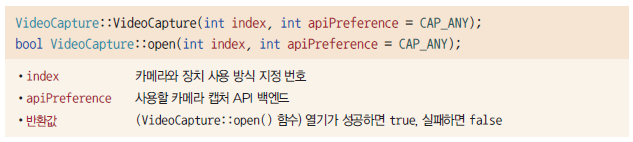 VideoCapture::VideoCapture(int index, int apiPreference = CAP_ANY);
bool VideoCapture::open(int index, int apiPreference = CAP_ANY);
• index 카메라와 장치 사용 방식 지정 번호
• apiPreference 사용할 카메라 캡처 API 백엔드
• 반환값 (VideoCapture::open() 함수) 열기가 성공하면 true, 실패하면 false